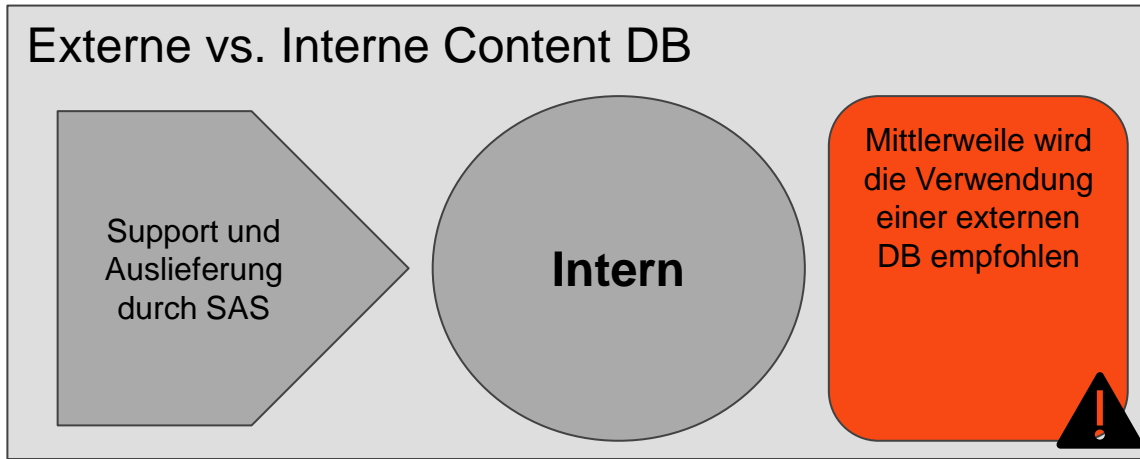 Externe vs. Interne Content DB
Support und
Auslieferung
durch SAS
Intern
Mittlerweile wird
die Verwendung
einer externen
DB empfohlen